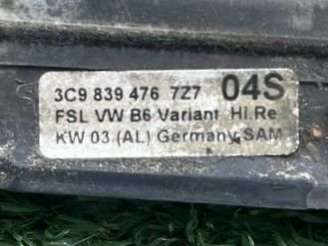 3C9 839 476 7Z7 04S
FSL VW B6 Variant HI.Re
KW 03 (AL) Germany SAM